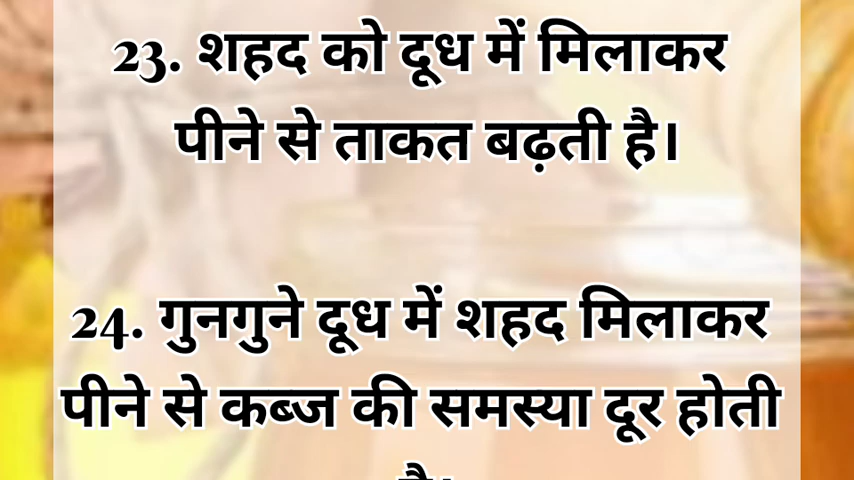 23. शहद को दूध में मिलाकर
पीने से ताकत बढ़ती है।
24. गुनगुने दूध में शहद मिलाकर
पीने से कब्ज की समस्या दूर होती